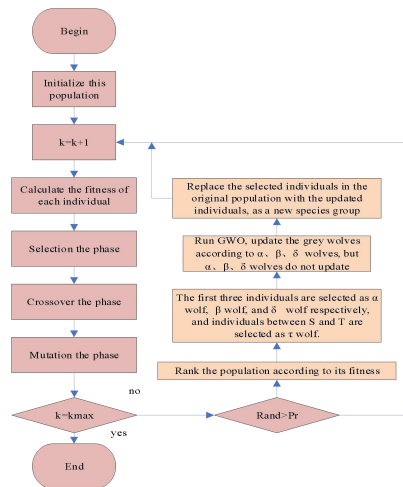 Begin
Initialize this
population
k=k+1
Calculate the fitness of
each individual
Selection the phase
Crossover the phase
Mutation the phase
no
k=kmax
yes
End
Replace the selected individuals in the
original population with the updated
individuals, as a new species group
Run GWO, update the grey wolves
according to α、β、δ wolves, but
α、β、δ wolves do not update
The first three individuals are selected as α
wolf, β wolf, and δ wolf respectively,
and individuals between S and T are
selected as τ wolf.
Rank the population according to its fitness
Rand>Pr